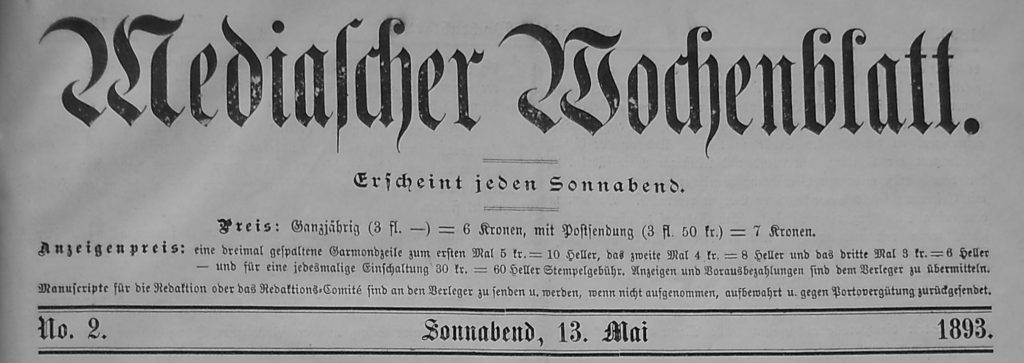 Mediascher Wochenblatt.
Erscheint jeden Sonnabend.
Preis: Ganzjährig (3 fl. —) = 6 Kronen, mit Postsendung (3 fl. 50 kr.) = 7 Kronen.
Anzeigenpreis: eine dreimal gespaltene Garmondzeile zum ersten Mal 5 kr. = 10 Heller, das zweite Mal 4 kr. = 8 Heller und das dritte Mal 3 kr. = 6 Heller
— und für eine jedesmalige Einschaltung 30 kr. = 60 Heller Stempelgebühr. Anzeigen und Vorausbezahlungen sind dem Verleger zu übermitteln.
Manuscripte für die Redaktion oder das Redaktions-Comité sind an den Verleger zu senden u. werden, wenn nicht aufgenommen, aufbewahrt u. gegen Portovergütung zurückgesendet.
No. 2. Sonnabend, 13. Mai 1893.